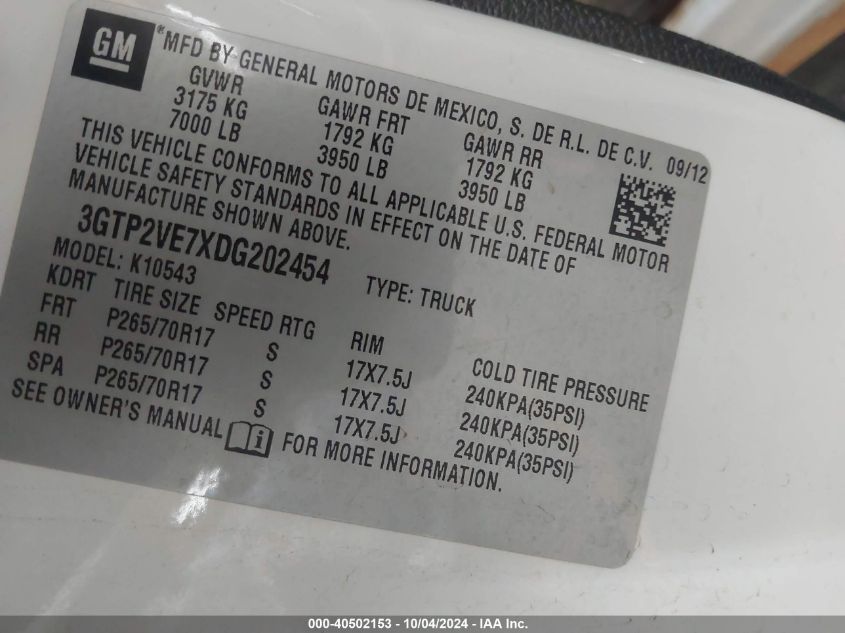 GM
*MFD BY GENERAL MOTORS DE MEXICO, S. DE R.L. DE C.V. 09/12
GVWR GAWR FRT GAWR RR
3175 KG 1792 KG 1792 KG
7000 LB 3950 LB 3950 LB
THIS VEHICLE CONFORMS TO ALL APPLICABLE U.S. FEDERAL MOTOR
VEHICLE SAFETY STANDARDS IN EFFECT ON THE DATE OF
MANUFACTURE SHOWN ABOVE.
3GTP2VE7XDG202454 TYPE: TRUCK
MODEL: K10543
KDRT TIRE SIZE SPEED RTG RIM COLD TIRE PRESSURE
FRT P265/70R17 S 17X7.5J 240KPA(35PSI)
RR P265/70R17 S 17X7.5J 240KPA(35PSI)
SPA P265/70R17 S 17X7.5J 240KPA(35PSI)
SEE OWNER'S MANUAL i FOR MORE INFORMATION.
000-40502153 - 10/04/2024 - IAA Inc.